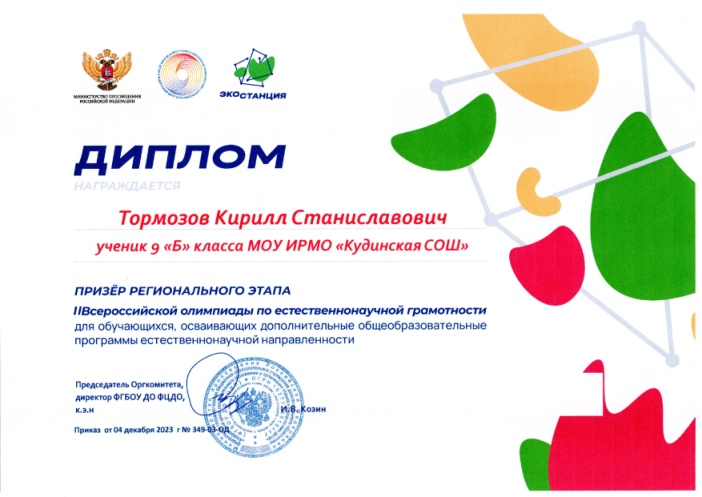 МИНИСТЕРСТВО ПРОСВЕЩЕНИЯ
РОССИЙСКОЙ ФЕДЕРАЦИИ
ЭКОСТАНЦИЯ
ДИПЛОМ
НАГРАЖДАЕТСЯ
Тормозов Кирилл Станиславович
ученик 9 «Б» класса МОУ ИРМО «Кудинская СОШ»
ПРИЗЁР РЕГИОНАЛЬНОГО ЭТАПА
IIВсероссийской олимпиады по естественнонаучной грамотности
для обучающихся, осваивающих дополнительные общеобразовательные
программы естественнонаучной направленности
Председатель Оргкомитета,
директор ФГБОУ ДО ФЦДО,
к.э.н
И.В. Козин
Приказ от 04 декабря 2023 г № 349-03-ОД